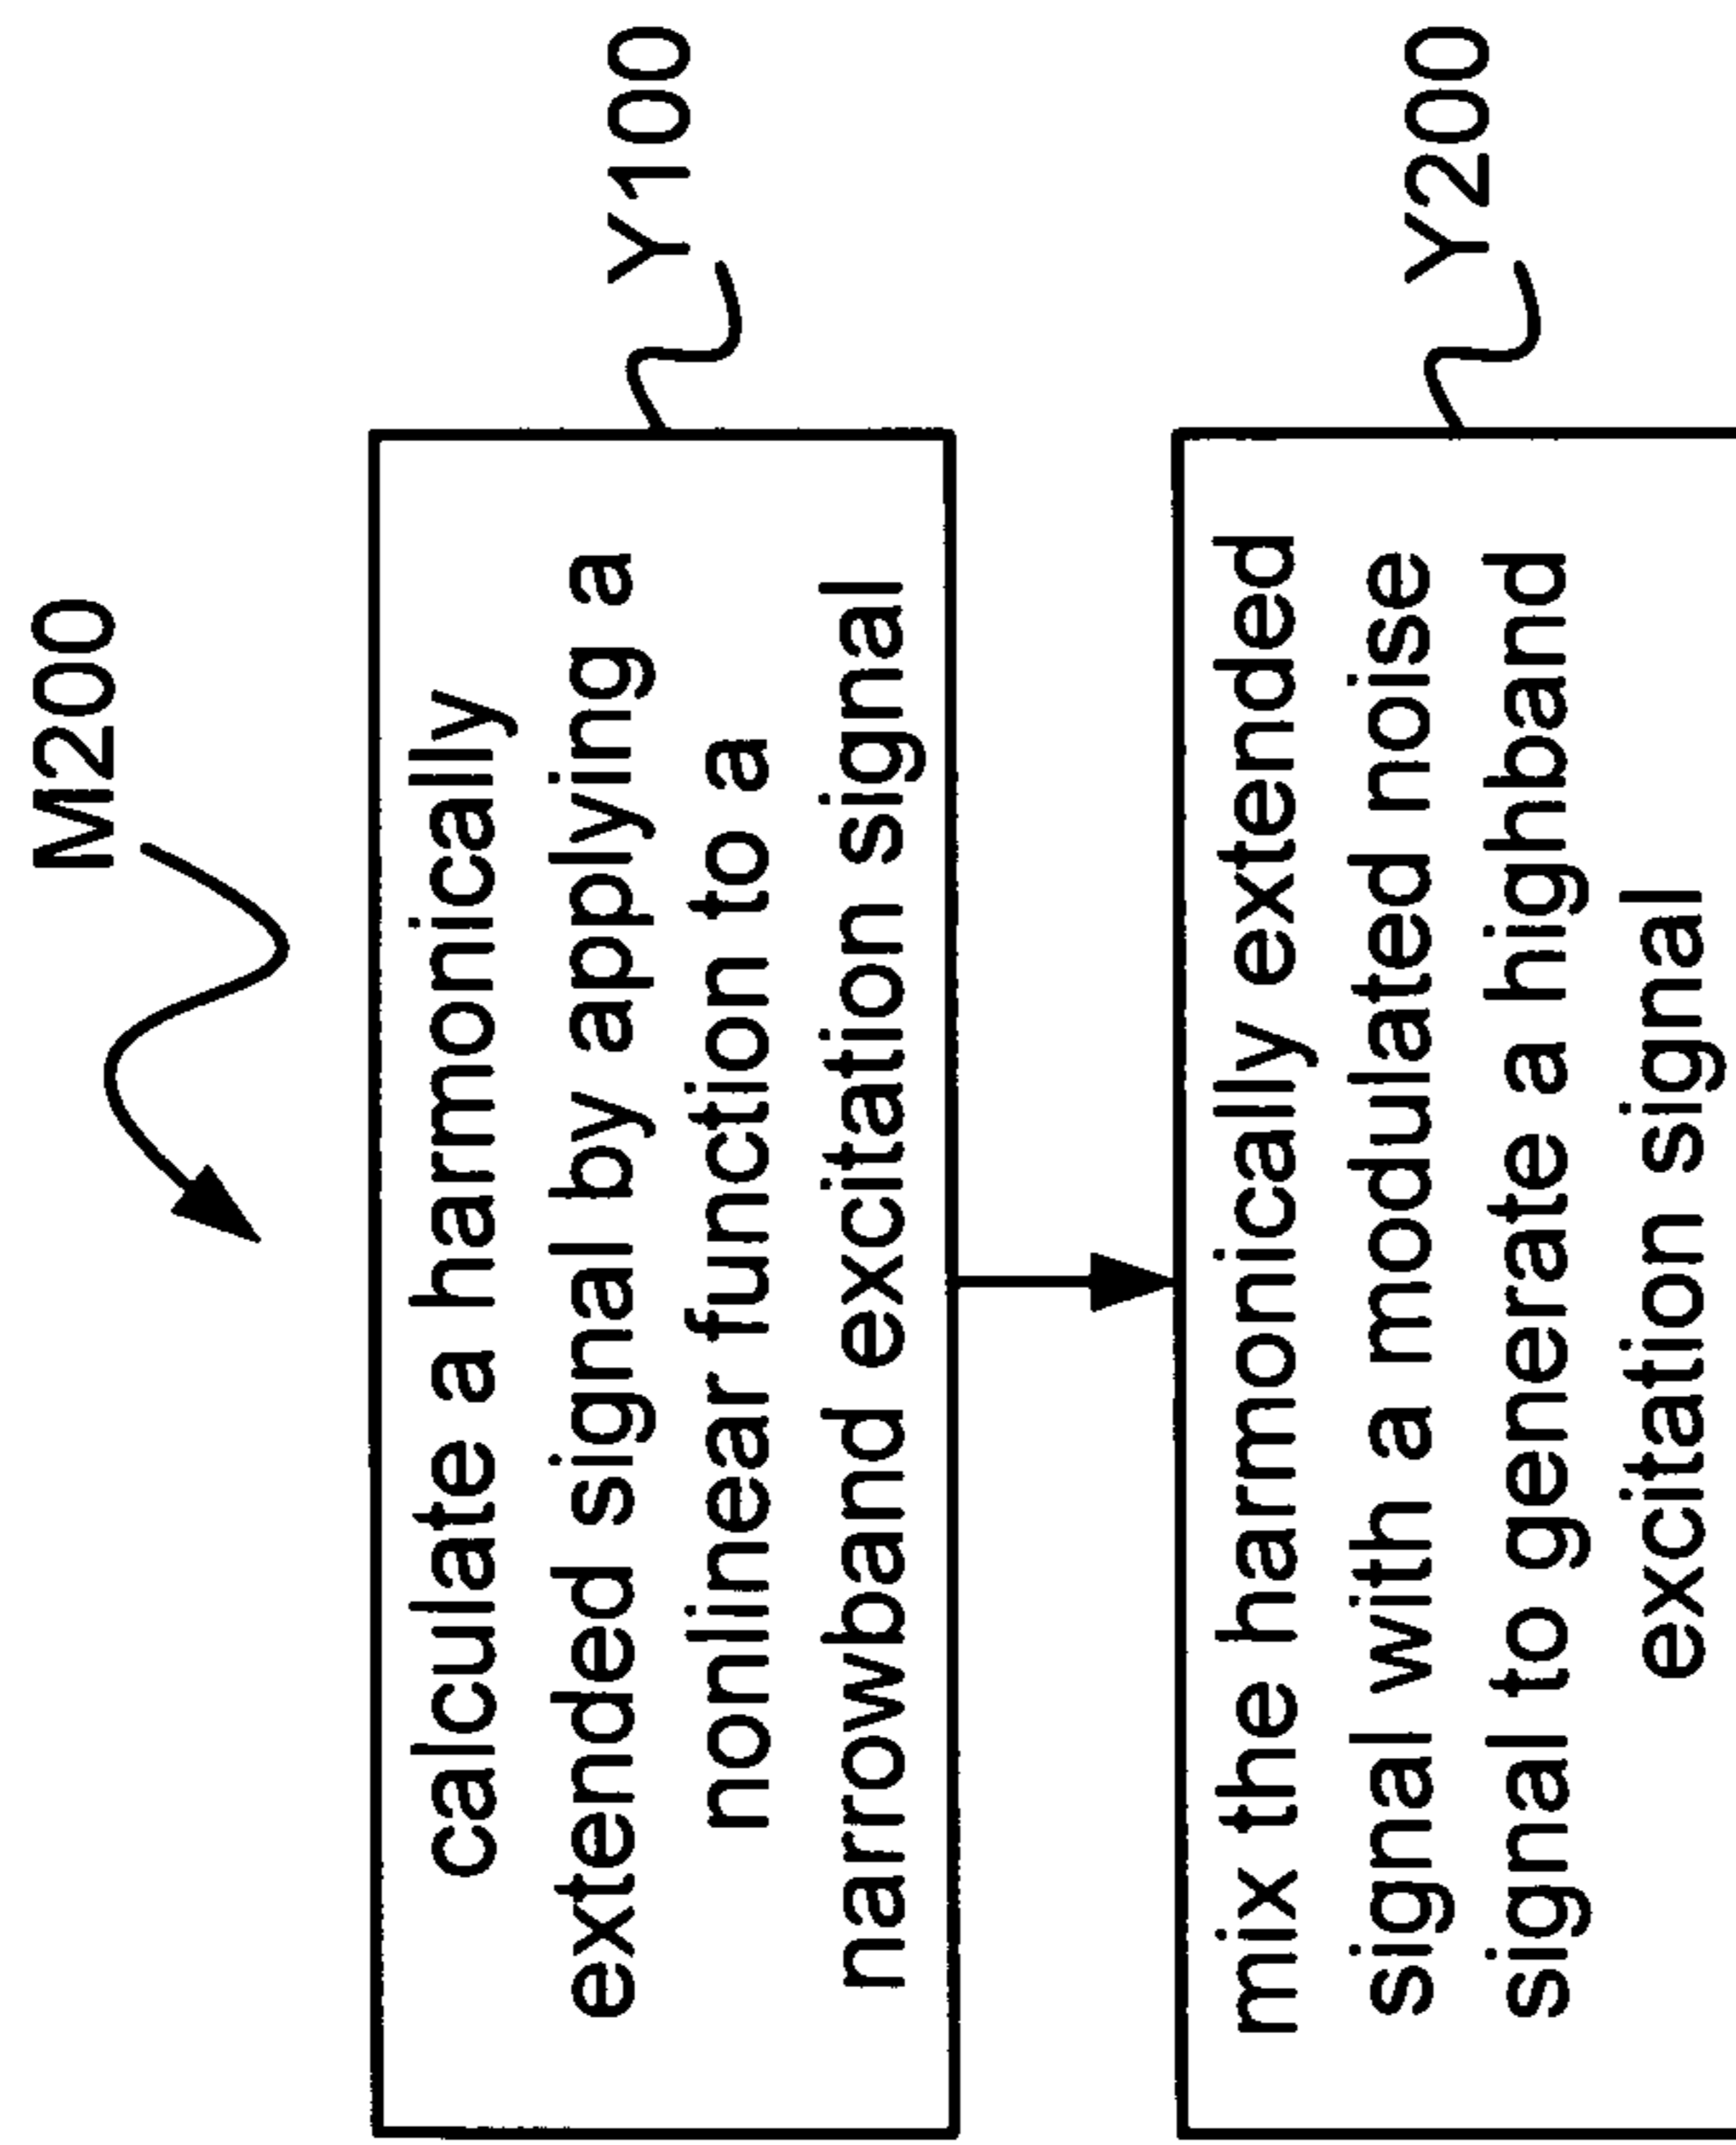 M200
calculate a harmonically
extended signal by applying a
nonlinear function to a
narrowband excitation signal
Y100
mix the harmonically extended
signal with a modulated noise
signal to generate a highband
excitation signal
Y200